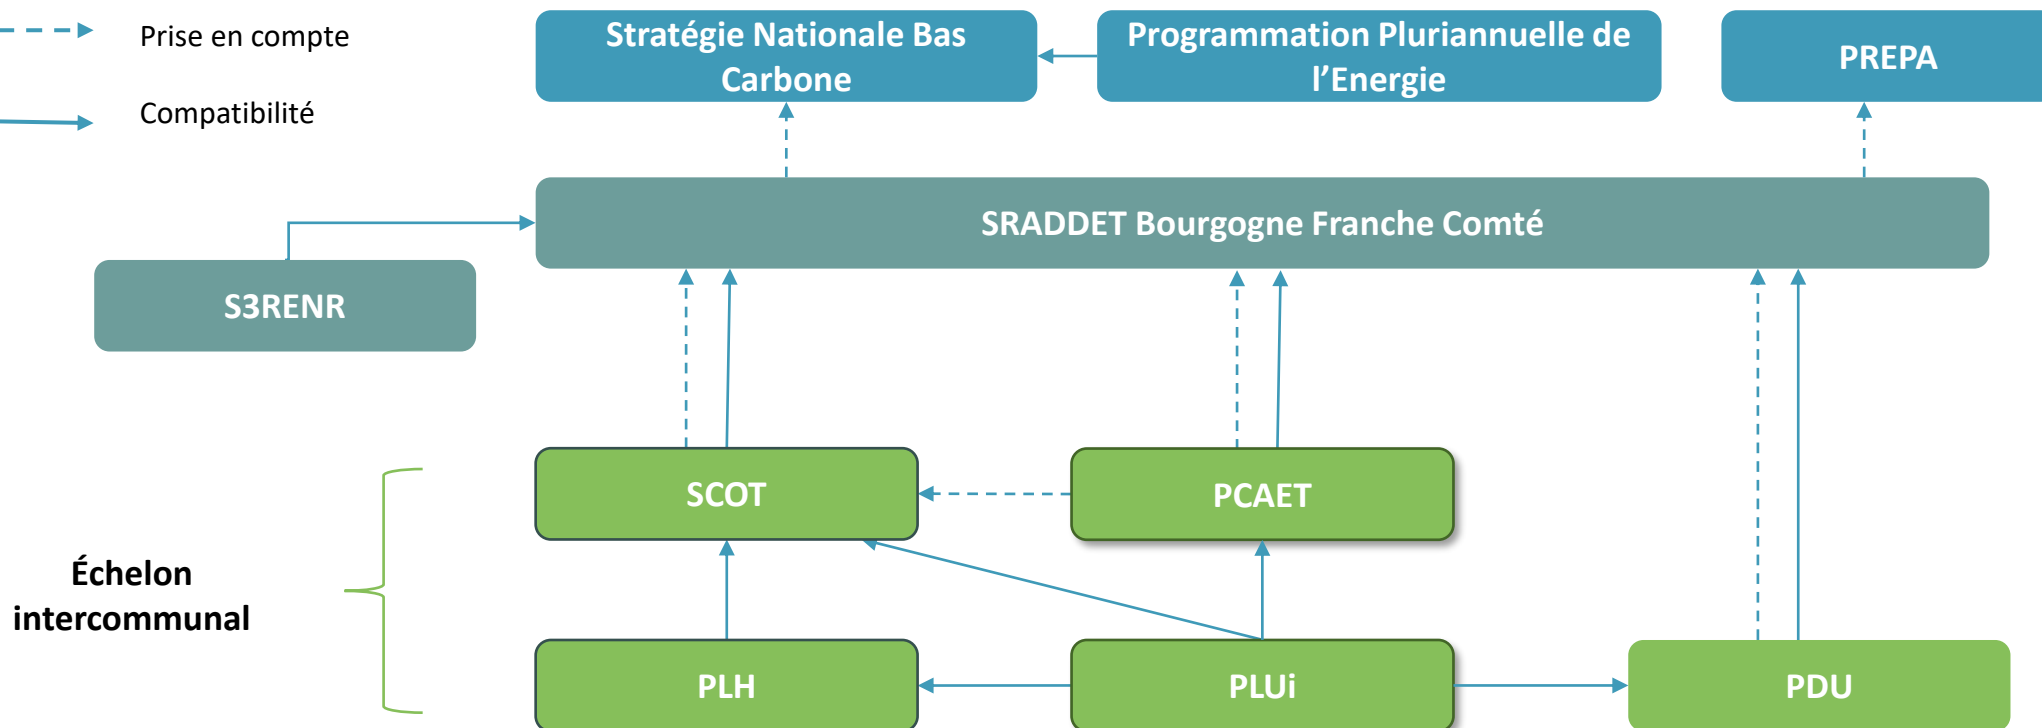 Prise en compte
Compatibilité
Stratégie Nationale Bas
Carbone
Programmation Pluriannuelle de
l’Energie
PREPA
SRADDET Bourgogne Franche Comté
S3RENR
SCOT
PCAET
Échelon
intercommunal
PLH
PLUi
PDU